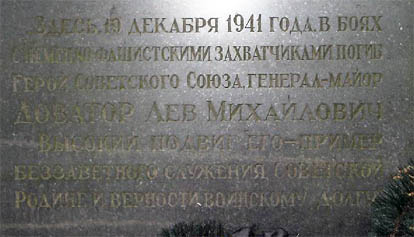 ЗДЕСЬ, 19 ДЕКАБРЯ 1941 ГОДА, В БОЯХ
С НЕМЕЦКО-ФАШИСТСКИМИ ЗАХВАТЧИКАМИ ПОГИБ
ГЕРОЙ СОВЕТСКОГО СОЮЗА, ГЕНЕРАЛ-МАЙОР
ДОВАТОР ЛЕВ МИХАЙЛОВИЧ
ВЫСОКИЙ ПОДВИГ ЕГО-ПРИМЕР
БЕЗЗАВЕТНОГО СЛУЖЕНИЯ СОВЕТСКОЙ
РОДИНЕ И ВЕРНОСТИ ВОИНСКОМУ ДОЛГУ